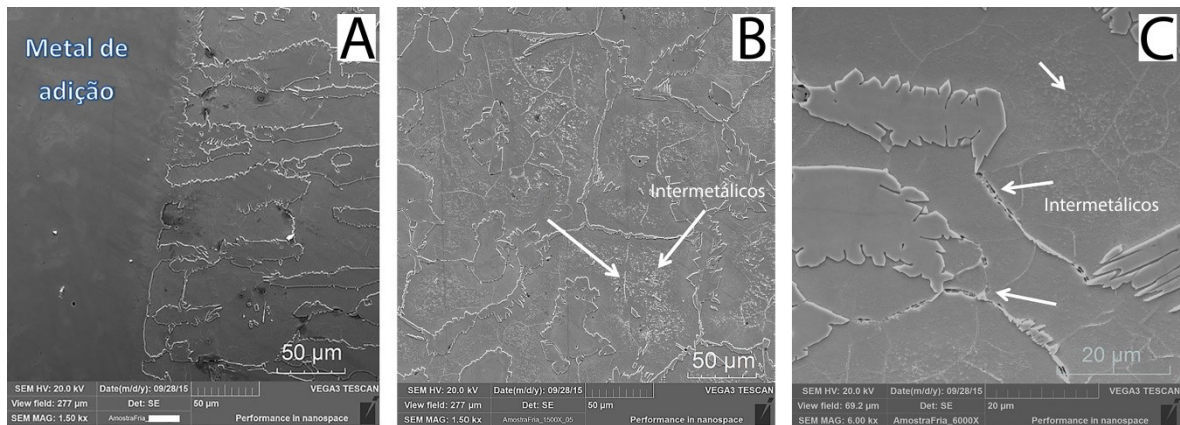 A
Metal de
adição
50 µm
SEM HV: 20.0 kV
Date(m/d/y): 09/28/15
VEGA3 TESCAN
View field: 277 µm
Det: SE
50 µm
SEM MAG: 1.50 kx
AmostraFria_
Performance in nanospace
B
Intermetálicos
50 µm
SEM HV: 20.0 kV
Date(m/d/y): 09/28/15
VEGA3 TESCAN
View field: 277 µm
Det: SE
50 µm
SEM MAG: 1.50 kx
AmostraFria_1500X_05
Performance in nanospace
C
Intermetálicos
20 µm
SEM HV: 20.0 kV
Date(m/d/y): 09/28/15
VEGA3 TESCAN
View field: 69.2 µm
Det: SE
20 µm
SEM MAG: 6.00 kx
AmostraFria_6000X
Performance in nanospace